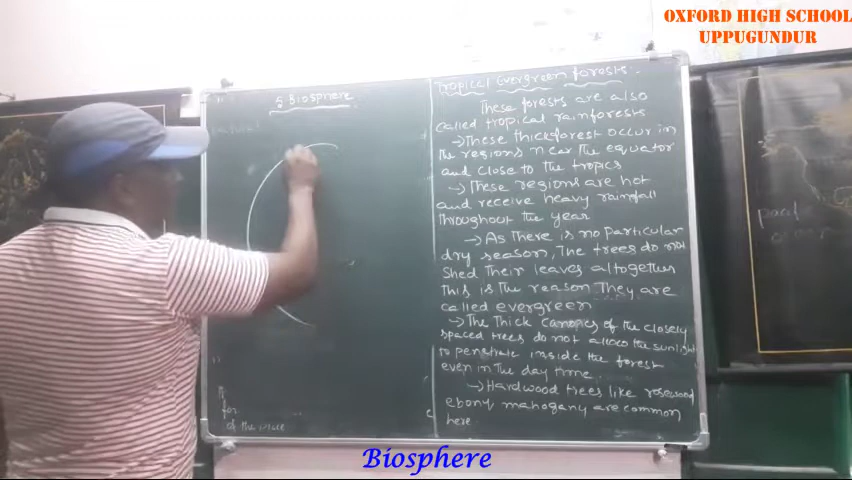 OXFORD HIGH SCHOOL
UPPUGUNDUR
5 Biosphere
Tropical Evergreen forests.
These forests are also
called tropical rainforests
→ These thick forest occur in
the regions near the equator
and close to the tropics
→ These regions are hot
and receive heavy rainfall
throughout the year
→ As There is no particular
dry season, The trees do not
shed their leaves altogether
this is the reason They are
called evergreen
→ The thick canopies of the closely
spaced trees do not allow the sunlight
to penetrate inside the forest
even in the day time.
→ Hardwood trees like rosewood
ebony mahogany are common
here
for
of the place
Biosphere